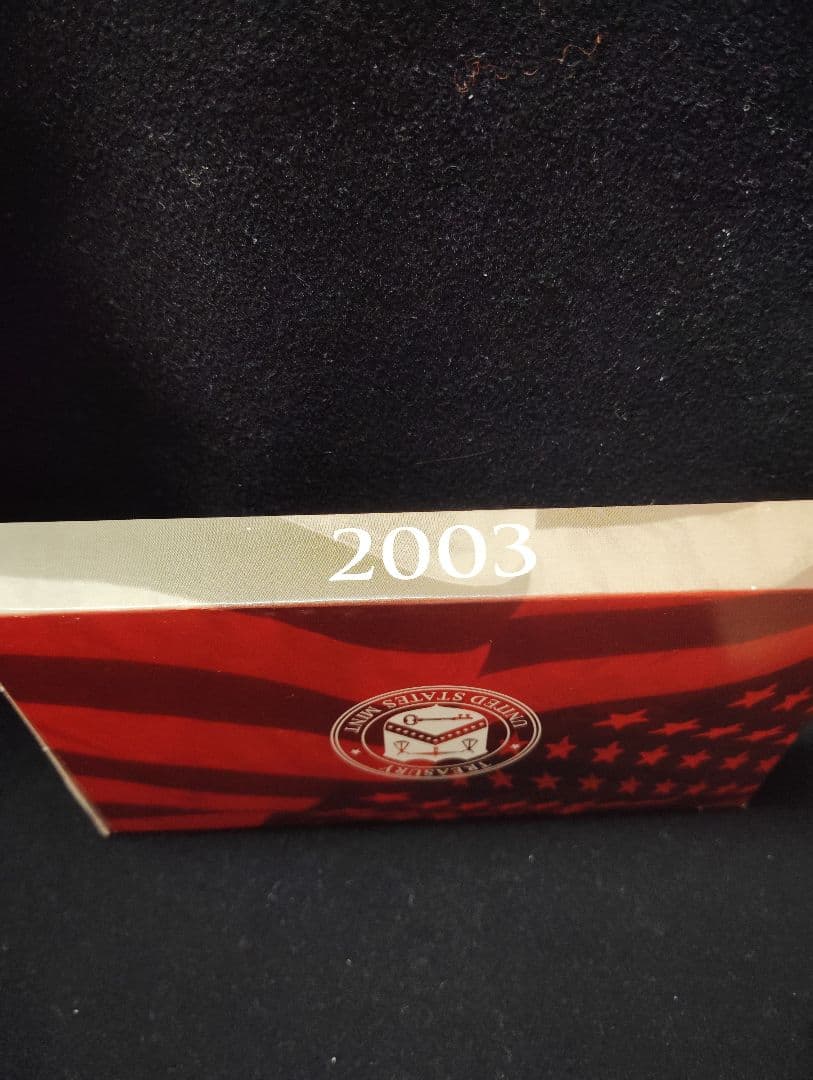 2003
TREASURY
UNITED STATES MINT